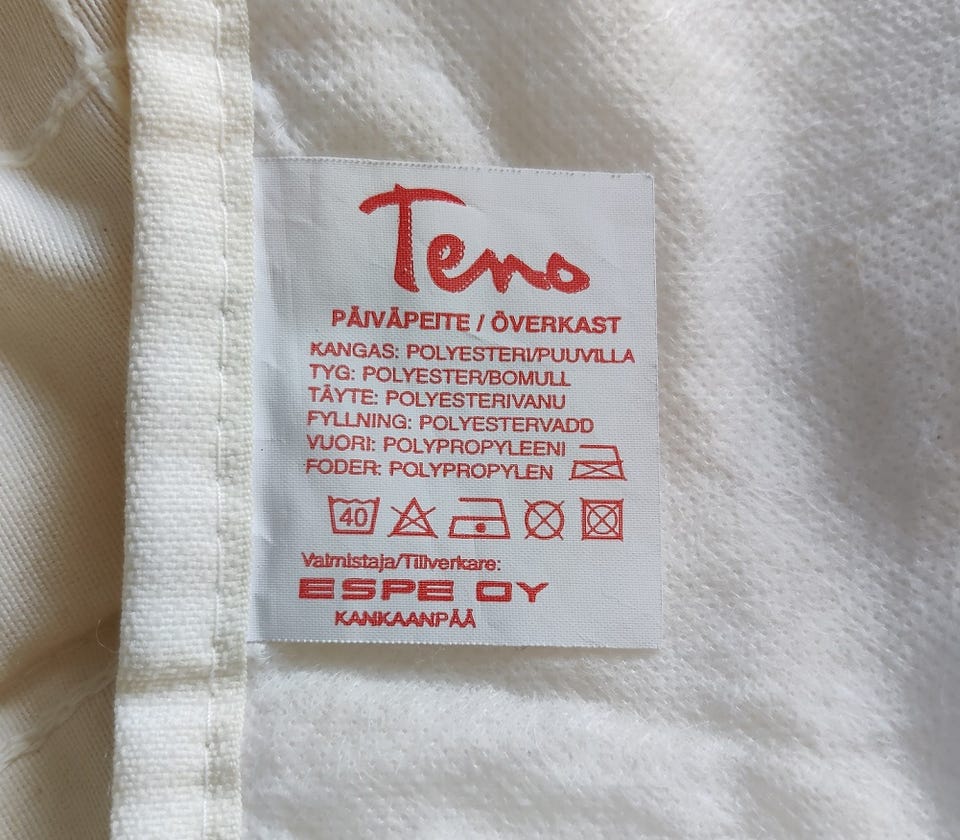 Teno
PÄIVÄPEITE / ÖVERKAST
KANGAS: POLYESTERI/PUUVILLA
TYG: POLYESTER/BOMULL
TÄYTE: POLYESTERIVANU
FYLLNING: POLYESTERVADD
VUORI: POLYPROPYLEENI
FODER: POLYPROPYLEN
40
Valmistaja/Tillverkare:
ESPE OY
KANKAANPÄÄ